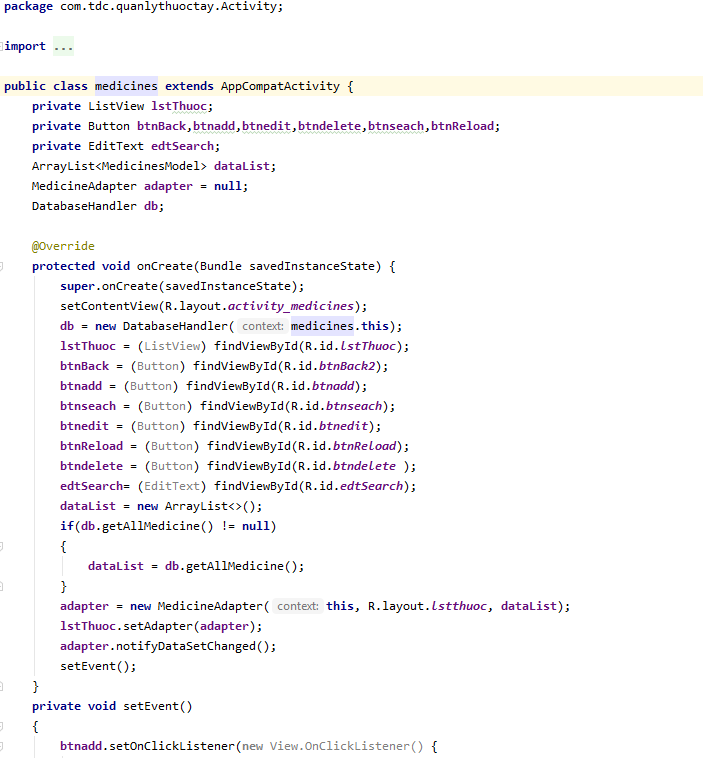 package com.tdc.quanlythuoctay.Activity;
import ...
public class medicines extends AppCompatActivity {
private ListView lstThuoc;
private Button btnBack,btnadd,btnedit,btndelete,btnseach,btnReload;
private EditText edtSearch;
ArrayList<MedicinesModel> dataList;
MedicineAdapter adapter = null;
DatabaseHandler db;
@Override
protected void onCreate(Bundle savedInstanceState) {
super.onCreate(savedInstanceState);
setContentView(R.layout.activity_medicines);
db = new DatabaseHandler( context: medicines.this);
lstThuoc = (ListView) findViewById(R.id.lstThuoc);
btnBack = (Button) findViewById(R.id.btnBack2);
btnadd = (Button) findViewById(R.id.btnadd);
btnseach = (Button) findViewById(R.id.btnseach);
btnedit = (Button) findViewById(R.id.btnedit);
btnReload = (Button) findViewById(R.id.btnReload);
btndelete = (Button) findViewById(R.id.btndelete );
edtSearch= (EditText) findViewById(R.id.edtSearch);
dataList = new ArrayList<>();
if(db.getAllMedicine() != null)
{
dataList = db.getAllMedicine();
}
adapter = new MedicineAdapter( context: this, R.layout.lstthuoc, dataList);
lstThuoc.setAdapter(adapter);
adapter.notifyDataSetChanged();
setEvent();
}
private void setEvent()
{
btnadd.setOnClickListener(new View.OnClickListener() {